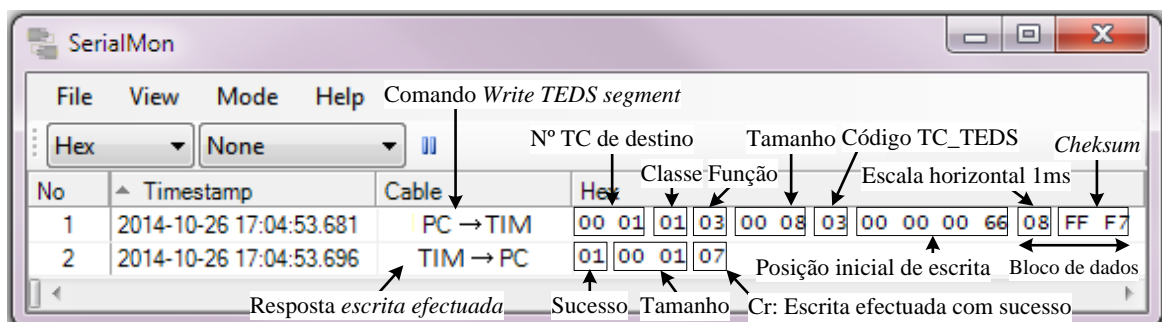 SerialMon
File View Mode Help Comando Write TEDS segment
Hex None Nº TC de destino Tamanho Código TC_TEDS Cheksum
Classe Função Escala horizontal 1ms
No Timestamp Cable Hex
1 2014-10-26 17:04:53.681 PC → TIM 00 01 01 03 00 08 03 00 00 00 66 08 FF F7
2 2014-10-26 17:04:53.696 TIM → PC 01 00 01 07
Posição inicial de escrita Bloco de dados
Resposta escrita efectuada Sucesso Tamanho Cr: Escrita efectuada com sucesso